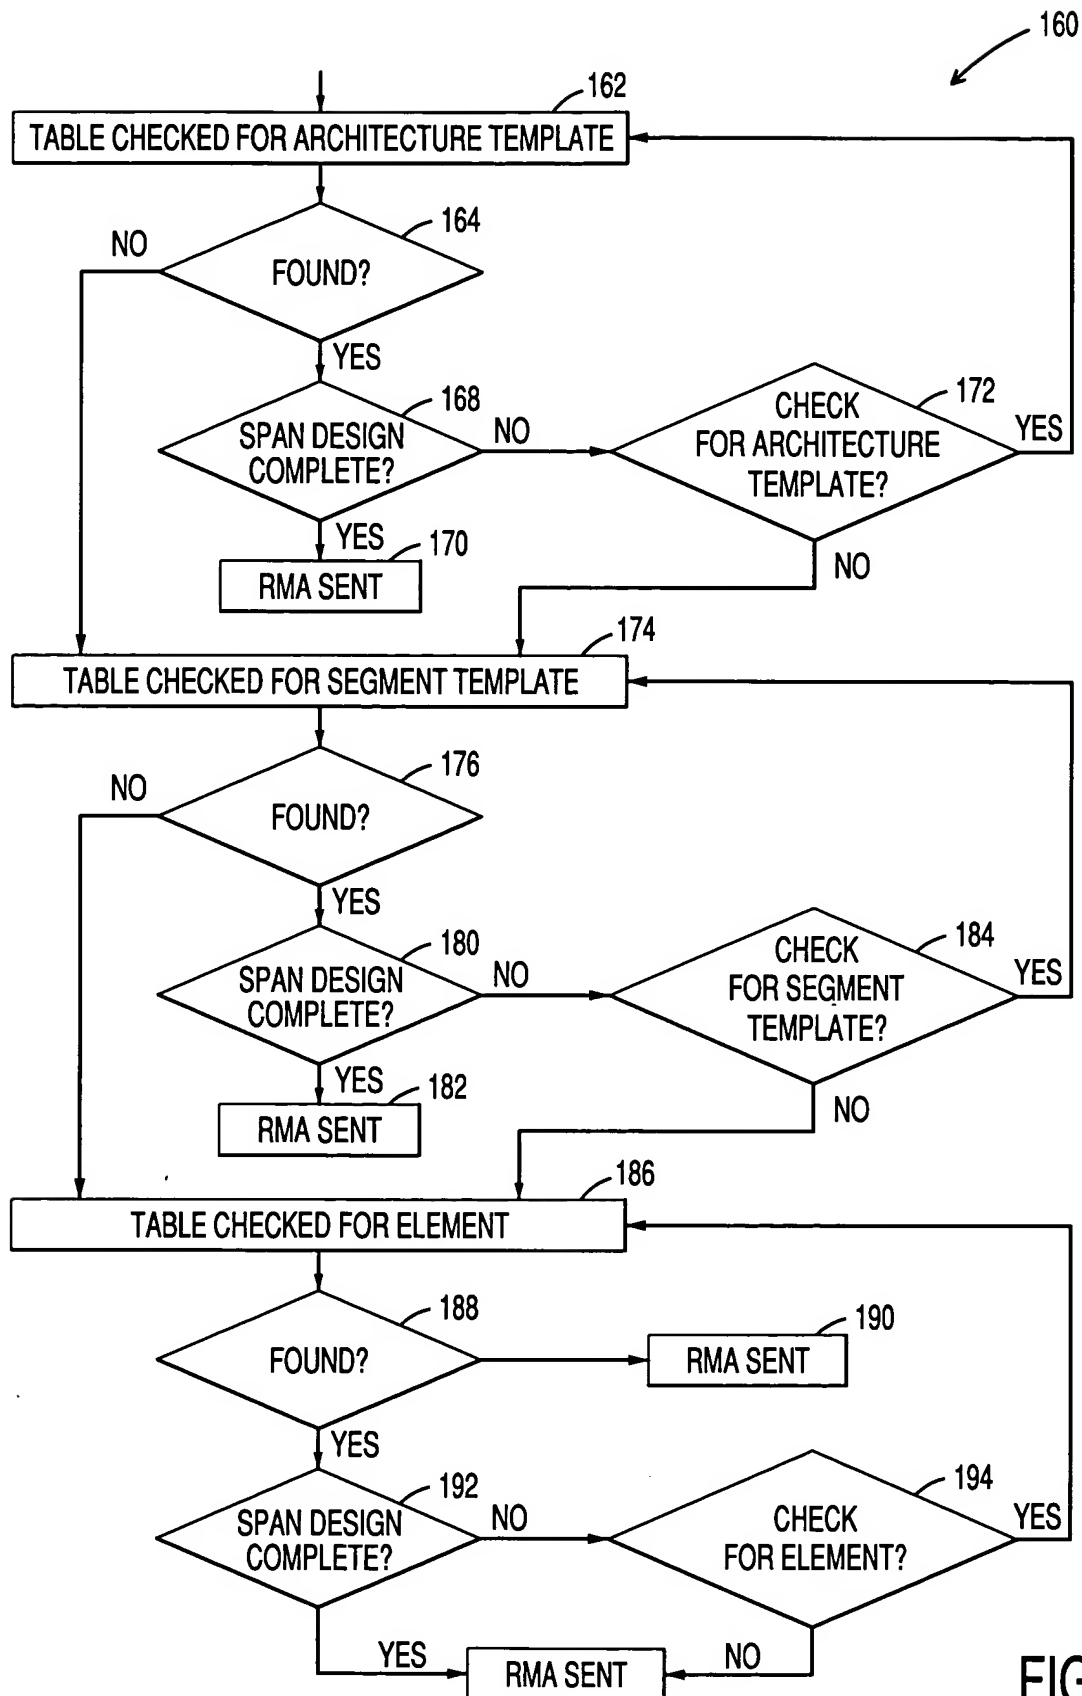 160
162
TABLE CHECKED FOR ARCHITECTURE TEMPLATE
164
NO
FOUND?
YES
168
SPAN DESIGN
COMPLETE?
NO
172
CHECK
FOR ARCHITECTURE
TEMPLATE?
YES
YES
170
RMA SENT
NO
174
TABLE CHECKED FOR SEGMENT TEMPLATE
176
NO
FOUND?
YES
180
SPAN DESIGN
COMPLETE?
NO
184
CHECK
FOR SEGMENT
TEMPLATE?
YES
YES
182
RMA SENT
NO
186
TABLE CHECKED FOR ELEMENT
188
FOUND?
190
RMA SENT
YES
192
SPAN DESIGN
COMPLETE?
NO
194
CHECK
FOR ELEMENT?
YES
YES
RMA SENT
NO
FIG